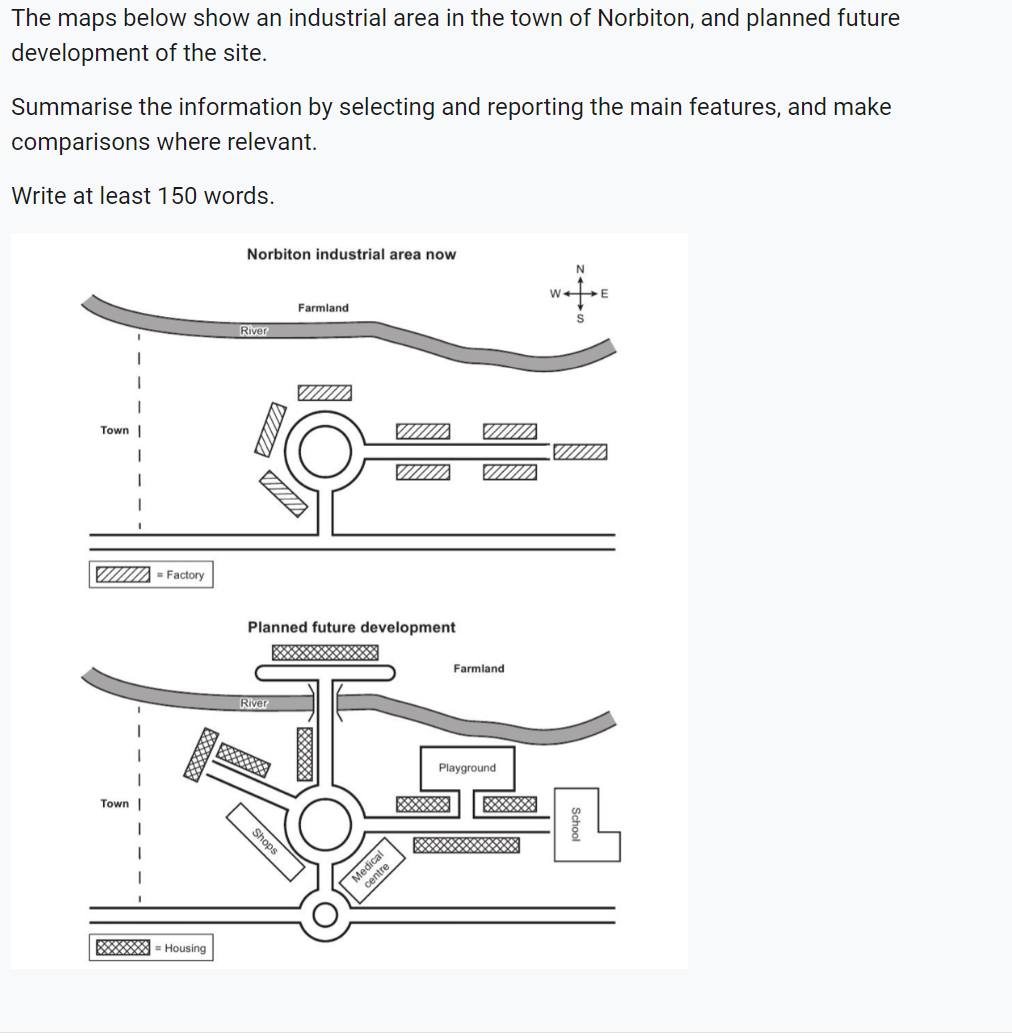 The maps below show an industrial area in the town of Norbiton, and planned future
development of the site.
Summarise the information by selecting and reporting the main features, and make
comparisons where relevant.
Write at least 150 words.
Norbiton industrial area now
N
W E
S
Farmland
River
Town
= Factory
Planned future development
Farmland
River
Playground
Town
School
Shops
Medical
centre
= Housing